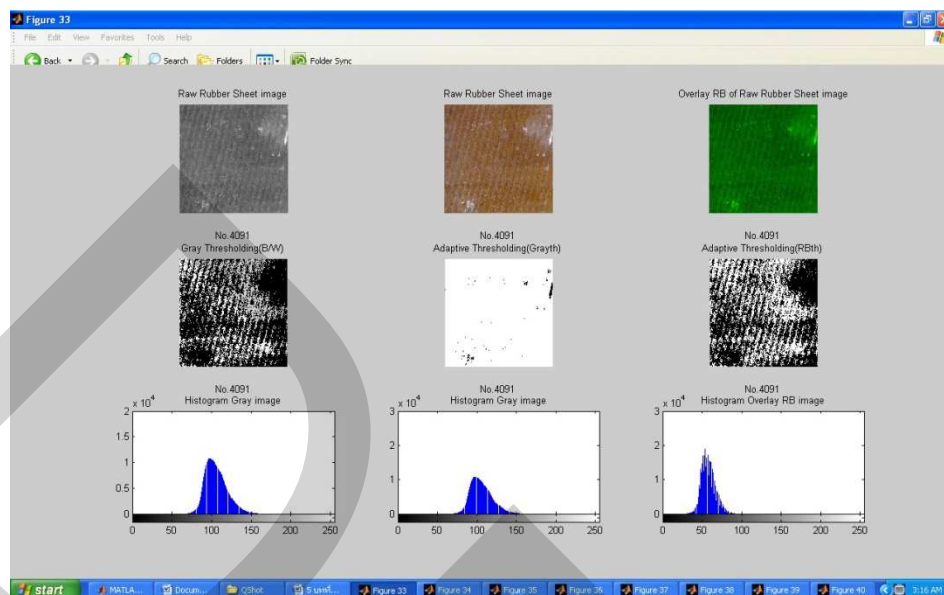 Figure 33
File Edit View Favorites Tools Help
Back Search Folders Folder Sync
Raw Rubber Sheet image
Raw Rubber Sheet image
Overlay RB of Raw Rubber Sheet image
No.4091
Gray Thresholding(B/W)
No.4091
Adaptive Thresholding(Grayth)
No.4091
Adaptive Thresholding(RBth)
No.4091
Histogram Gray image
x 10^4
2
1.5
1
0.5
0
0 50 100 150 200 250
No.4091
Histogram Gray image
x 10^4
3
2
1
0
0 50 100 150 200 250
No.4091
Histogram Overlay RB image
x 10^4
3
2
1
0
0 50 100 150 200 250
start MATLA... Docum... QShot 5 บทที่... Figure 33 Figure 34 Figure 35 Figure 36 Figure 37 Figure 38 Figure 39 Figure 40 3:16 AM